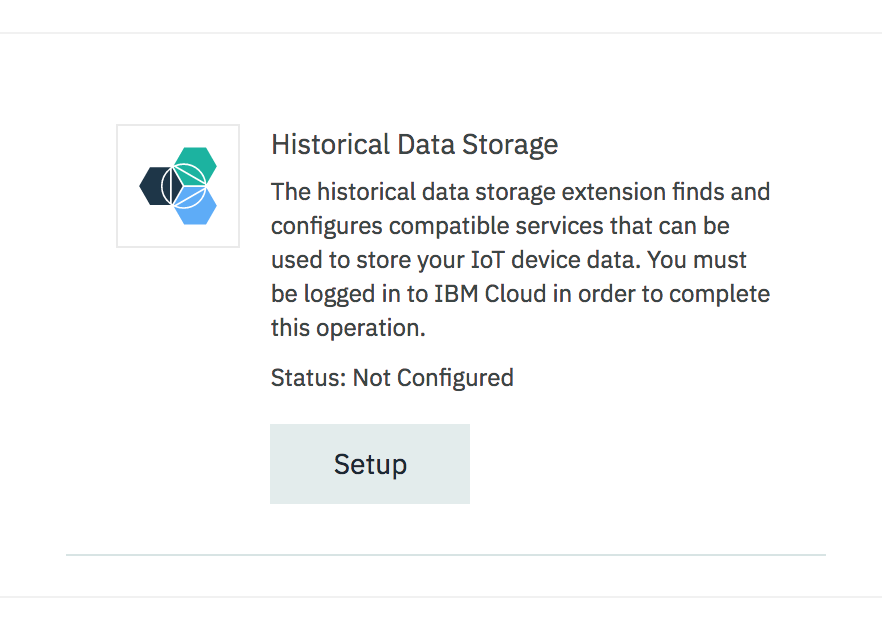 Historical Data Storage
The historical data storage extension finds and
configures compatible services that can be
used to store your IoT device data. You must
be logged in to IBM Cloud in order to complete
this operation.
Status: Not Configured
Setup